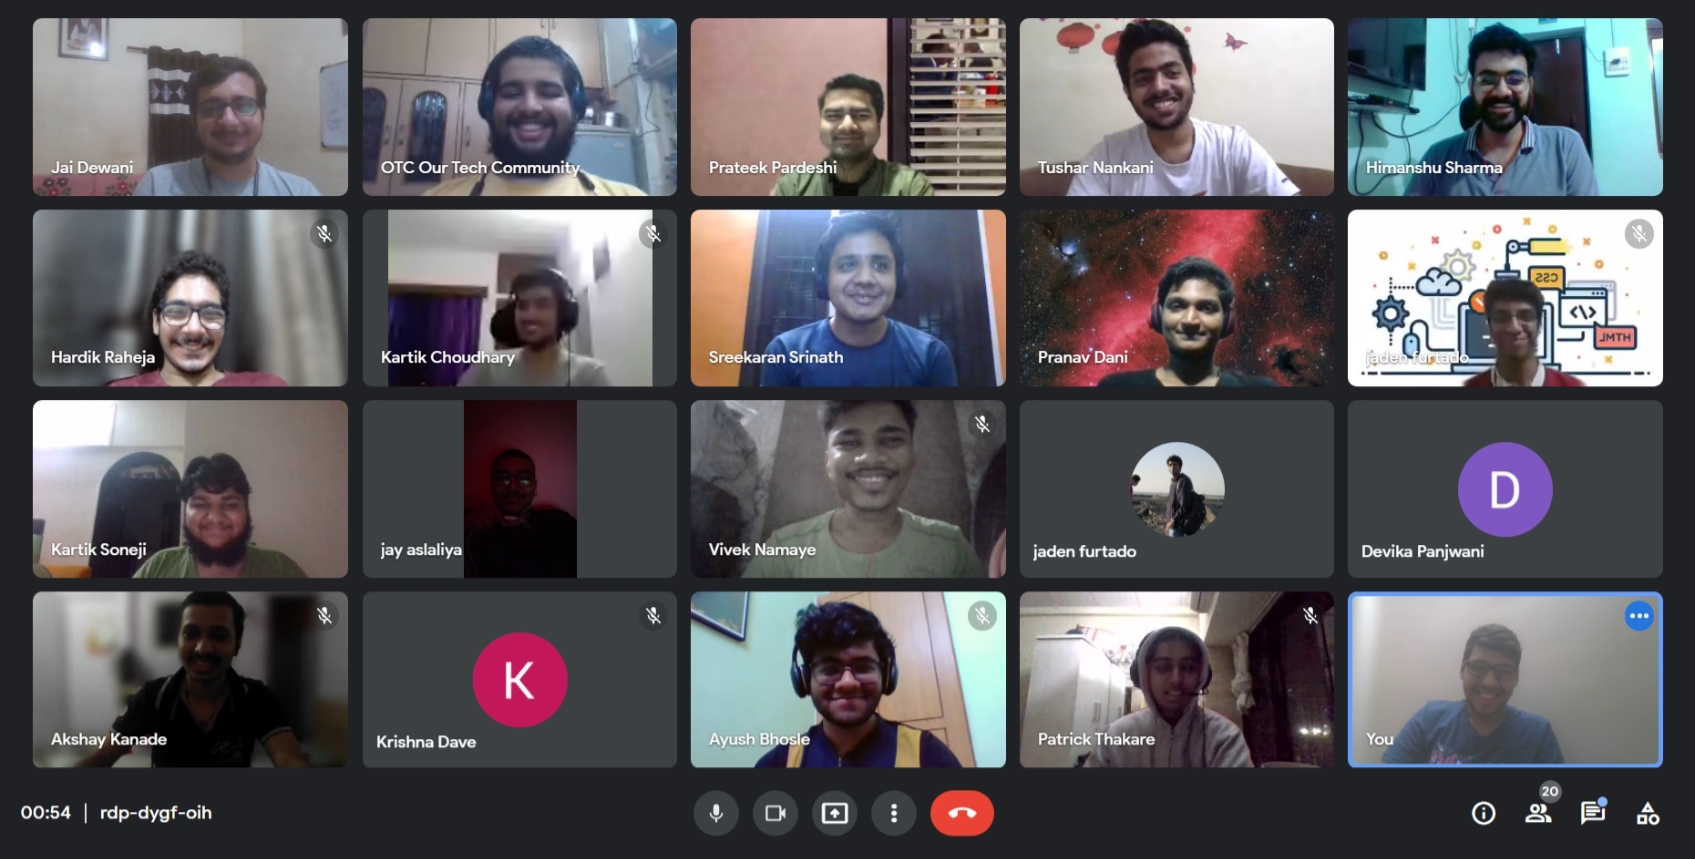 Jai Dewani
OTC Our Tech Community
Prateek Pardeshi
Tushar Nankani
Himanshu Sharma
Hardik Raheja
Kartik Choudhary
Sreekaran Srinath
Pranav Dani
CSS
</>
HTML
jaden furtado
Kartik Soneji
jay aslaliya
Vivek Namaye
jaden furtado
D
Devika Panjwani
Akshay Kanade
K
Krishna Dave
Ayush Bhosle
Patrick Thakare
You
00:54 | rdp-dygf-oih
20